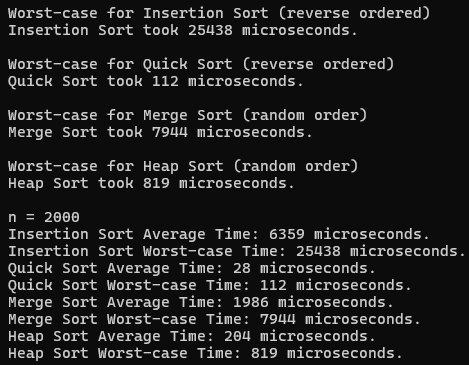 Worst-case for Insertion Sort (reverse ordered)
Insertion Sort took 25438 microseconds.
Worst-case for Quick Sort (reverse ordered)
Quick Sort took 112 microseconds.
Worst-case for Merge Sort (random order)
Merge Sort took 7944 microseconds.
Worst-case for Heap Sort (random order)
Heap Sort took 819 microseconds.
n = 2000
Insertion Sort Average Time: 6359 microseconds.
Insertion Sort Worst-case Time: 25438 microseconds.
Quick Sort Average Time: 28 microseconds.
Quick Sort Worst-case Time: 112 microseconds.
Merge Sort Average Time: 1986 microseconds.
Merge Sort Worst-case Time: 7944 microseconds.
Heap Sort Average Time: 204 microseconds.
Heap Sort Worst-case Time: 819 microseconds.